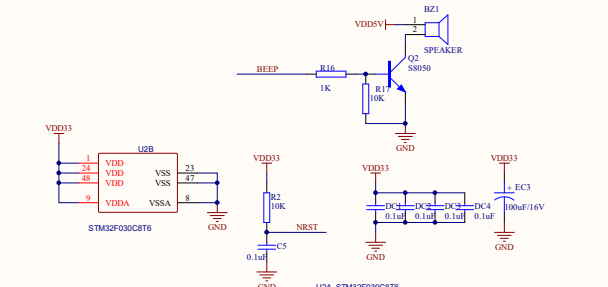 BZ1
VDD5V
1
2
SPEAKER
Q2
S8050
BEEP
R16
1K
R17
10K
GND
VDD33
U2B
1
VDD
24
VDD
48
VDD
9
VDDA
VSS
23
VSS
47
VSSA
8
GND
STM32F030C8T6
VDD33
R2
10K
NRST
C5
0.1uF
GND
VDD33
DC1
DC2
DC3
DC4
0.1uF
0.1uF
0.1uF
0.1uF
GND
VDD33
+ EC3
100uF/16V
GND
U2A STM32F030C8T6